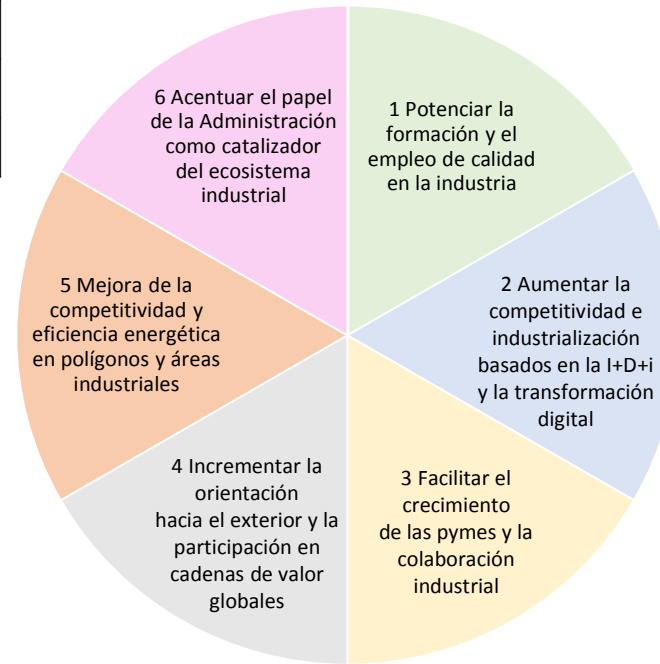 1 Potenciar la
formación y el
empleo de calidad
en la industria
2 Aumentar la
competitividad e
industrialización
basados en la I+D+i
y la transformación
digital
3 Facilitar el
crecimiento
de las pymes y la
colaboración
industrial
4 Incrementar la
orientación
hacia el exterior y la
participación en
cadenas de valor
globales
5 Mejora de la
competitividad y
eficiencia energética
en polígonos y áreas
industriales
6 Acentuar el papel
de la Administración
como catalizador
del ecosistema
industrial